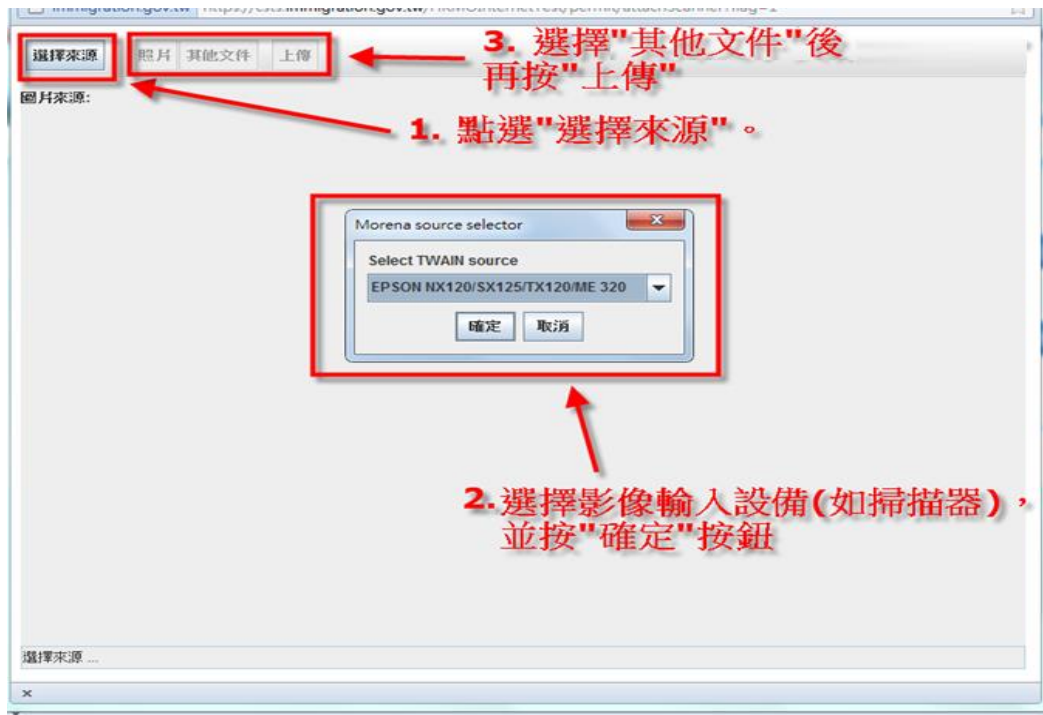 immigration.gov.tw
選擇來源 照片 其他文件 上傳
3. 選擇"其他文件"後
再按"上傳"
圖片來源:
1. 點選"選擇來源"。
Morena source selector
Select TWAIN source
EPSON NX120/SX125/TX120/ME 320
確定 取消
2.選擇影像輸入設備(如掃描器)，
並按"確定"按鈕
選擇來源 ...